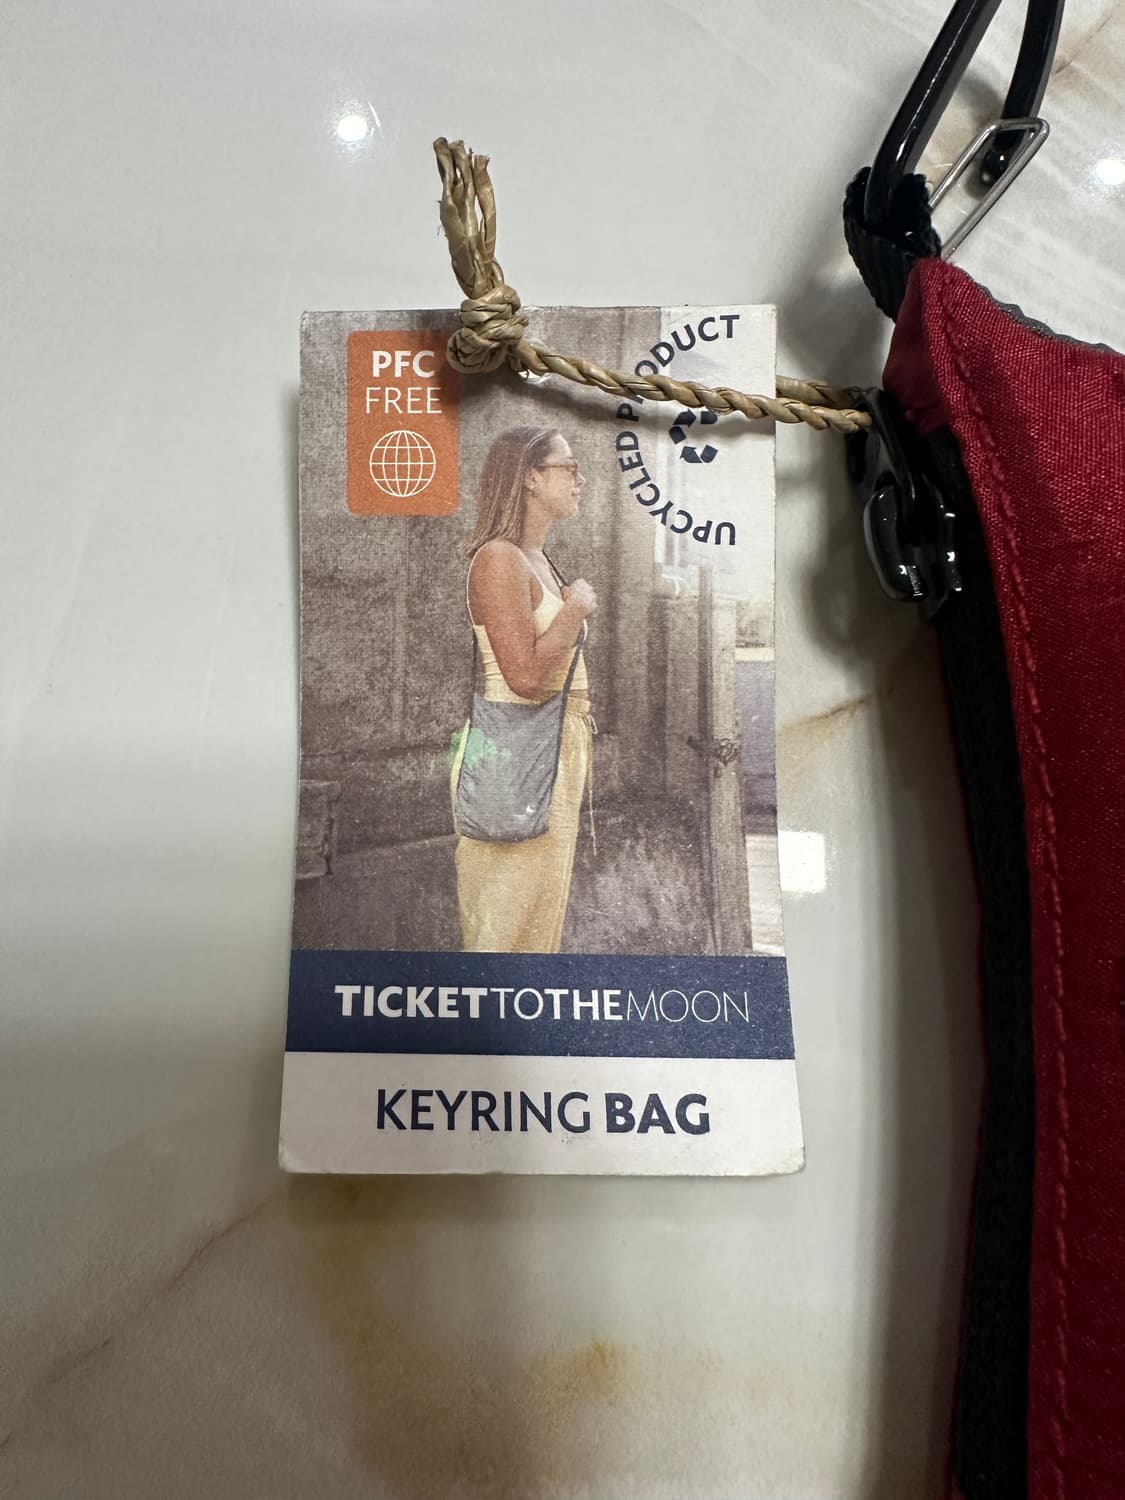 PFC
FREE
UPCYCLED PRODUCT
TICKETTOTHEMOON
KEYRING BAG